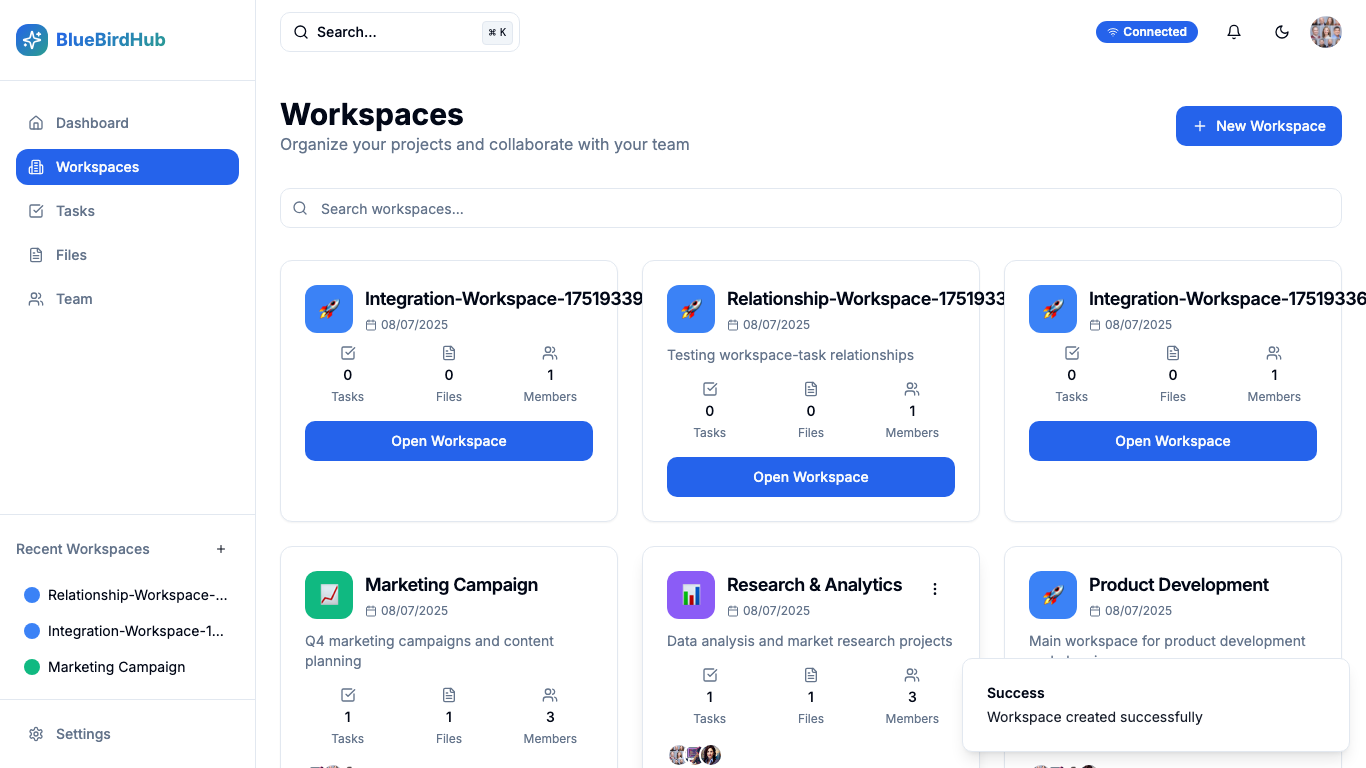 BlueBirdHub
Search...
⌘ K
Connected
Dashboard
Workspaces
Tasks
Files
Team
Workspaces
Organize your projects and collaborate with your team
New Workspace
Search workspaces...
Integration-Workspace-17519339
08/07/2025
0 0 1
Tasks Files Members
Open Workspace
Relationship-Workspace-175193
08/07/2025
Testing workspace-task relationships
0 0 1
Tasks Files Members
Open Workspace
Integration-Workspace-17519336
08/07/2025
0 0 1
Tasks Files Members
Open Workspace
Marketing Campaign
08/07/2025
Q4 marketing campaigns and content
planning
1 1 3
Tasks Files Members
Research & Analytics
08/07/2025
Data analysis and market research projects
1 1 3
Tasks Files Members
Product Development
08/07/2025
Main workspace for product development
Success
Workspace created successfully
Recent Workspaces
Relationship-Workspace-...
Integration-Workspace-1...
Marketing Campaign
Settings